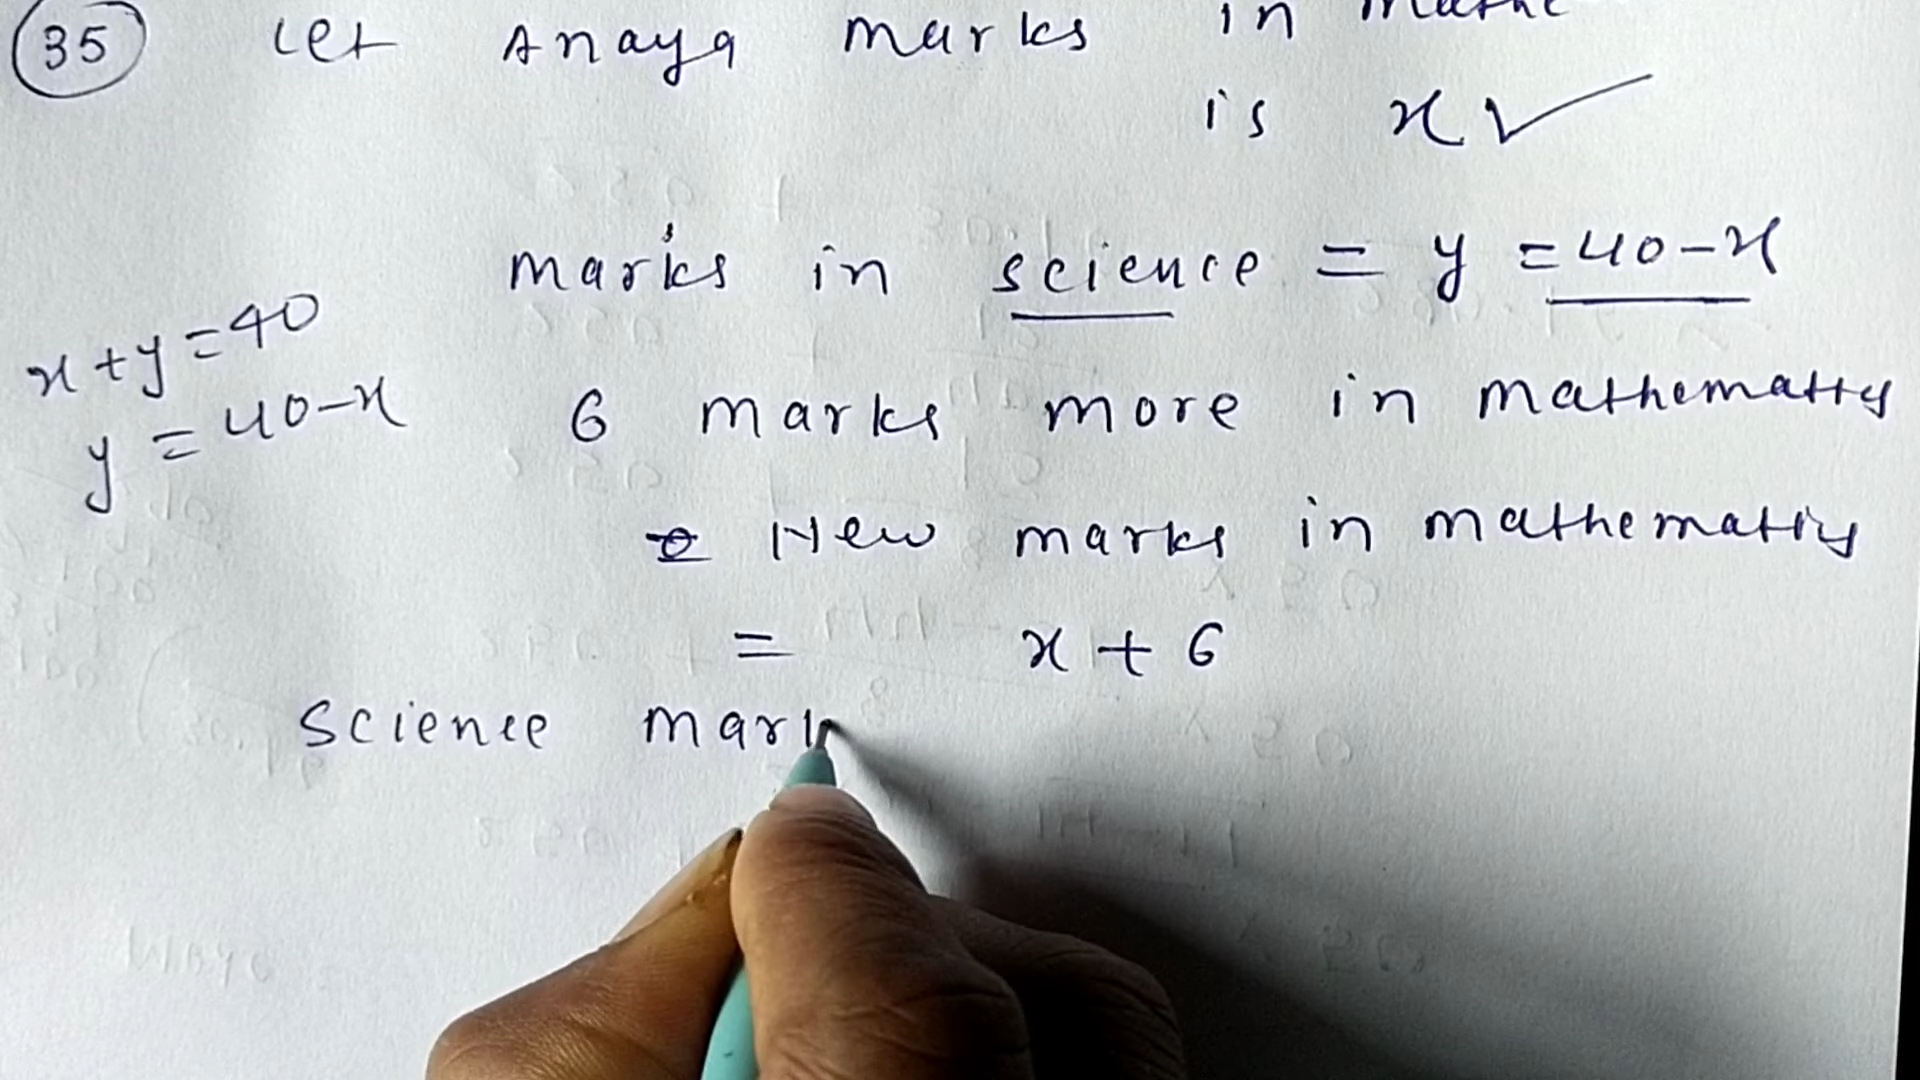 35 Let Anaya marks in
is x ✓
marks in science = y = 40-x
x+y=40
y = 40-x
6 marks more in mathematics
New marks in mathematics
= x + 6
Science mark